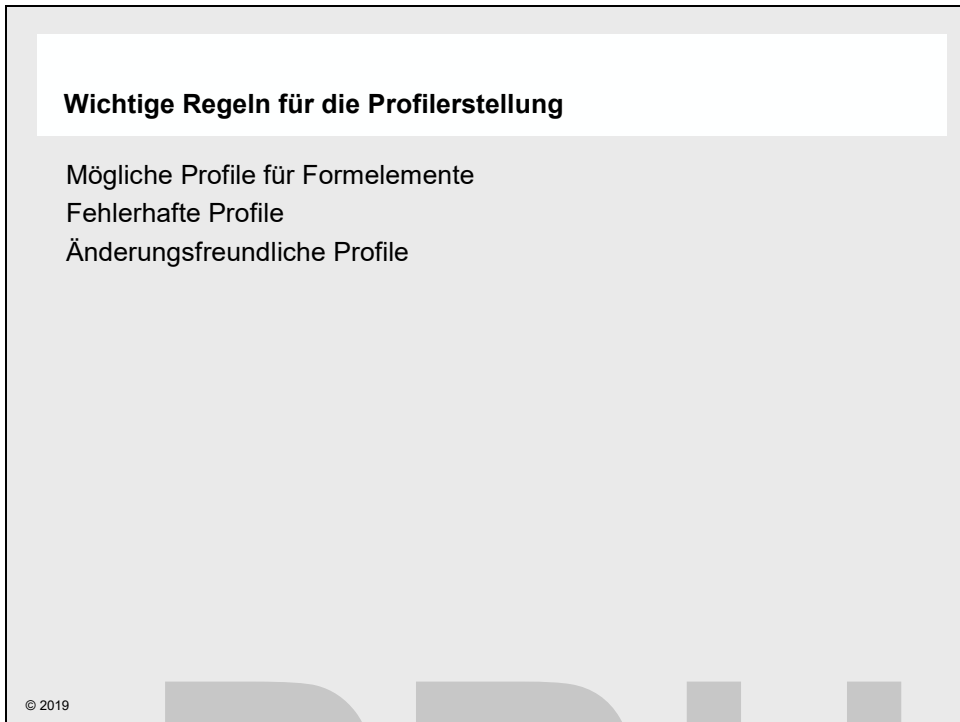 Wichtige Regeln für die Profilerstellung
Mögliche Profile für Formelemente
Fehlerhafte Profile
Änderungsfreundliche Profile
© 2019